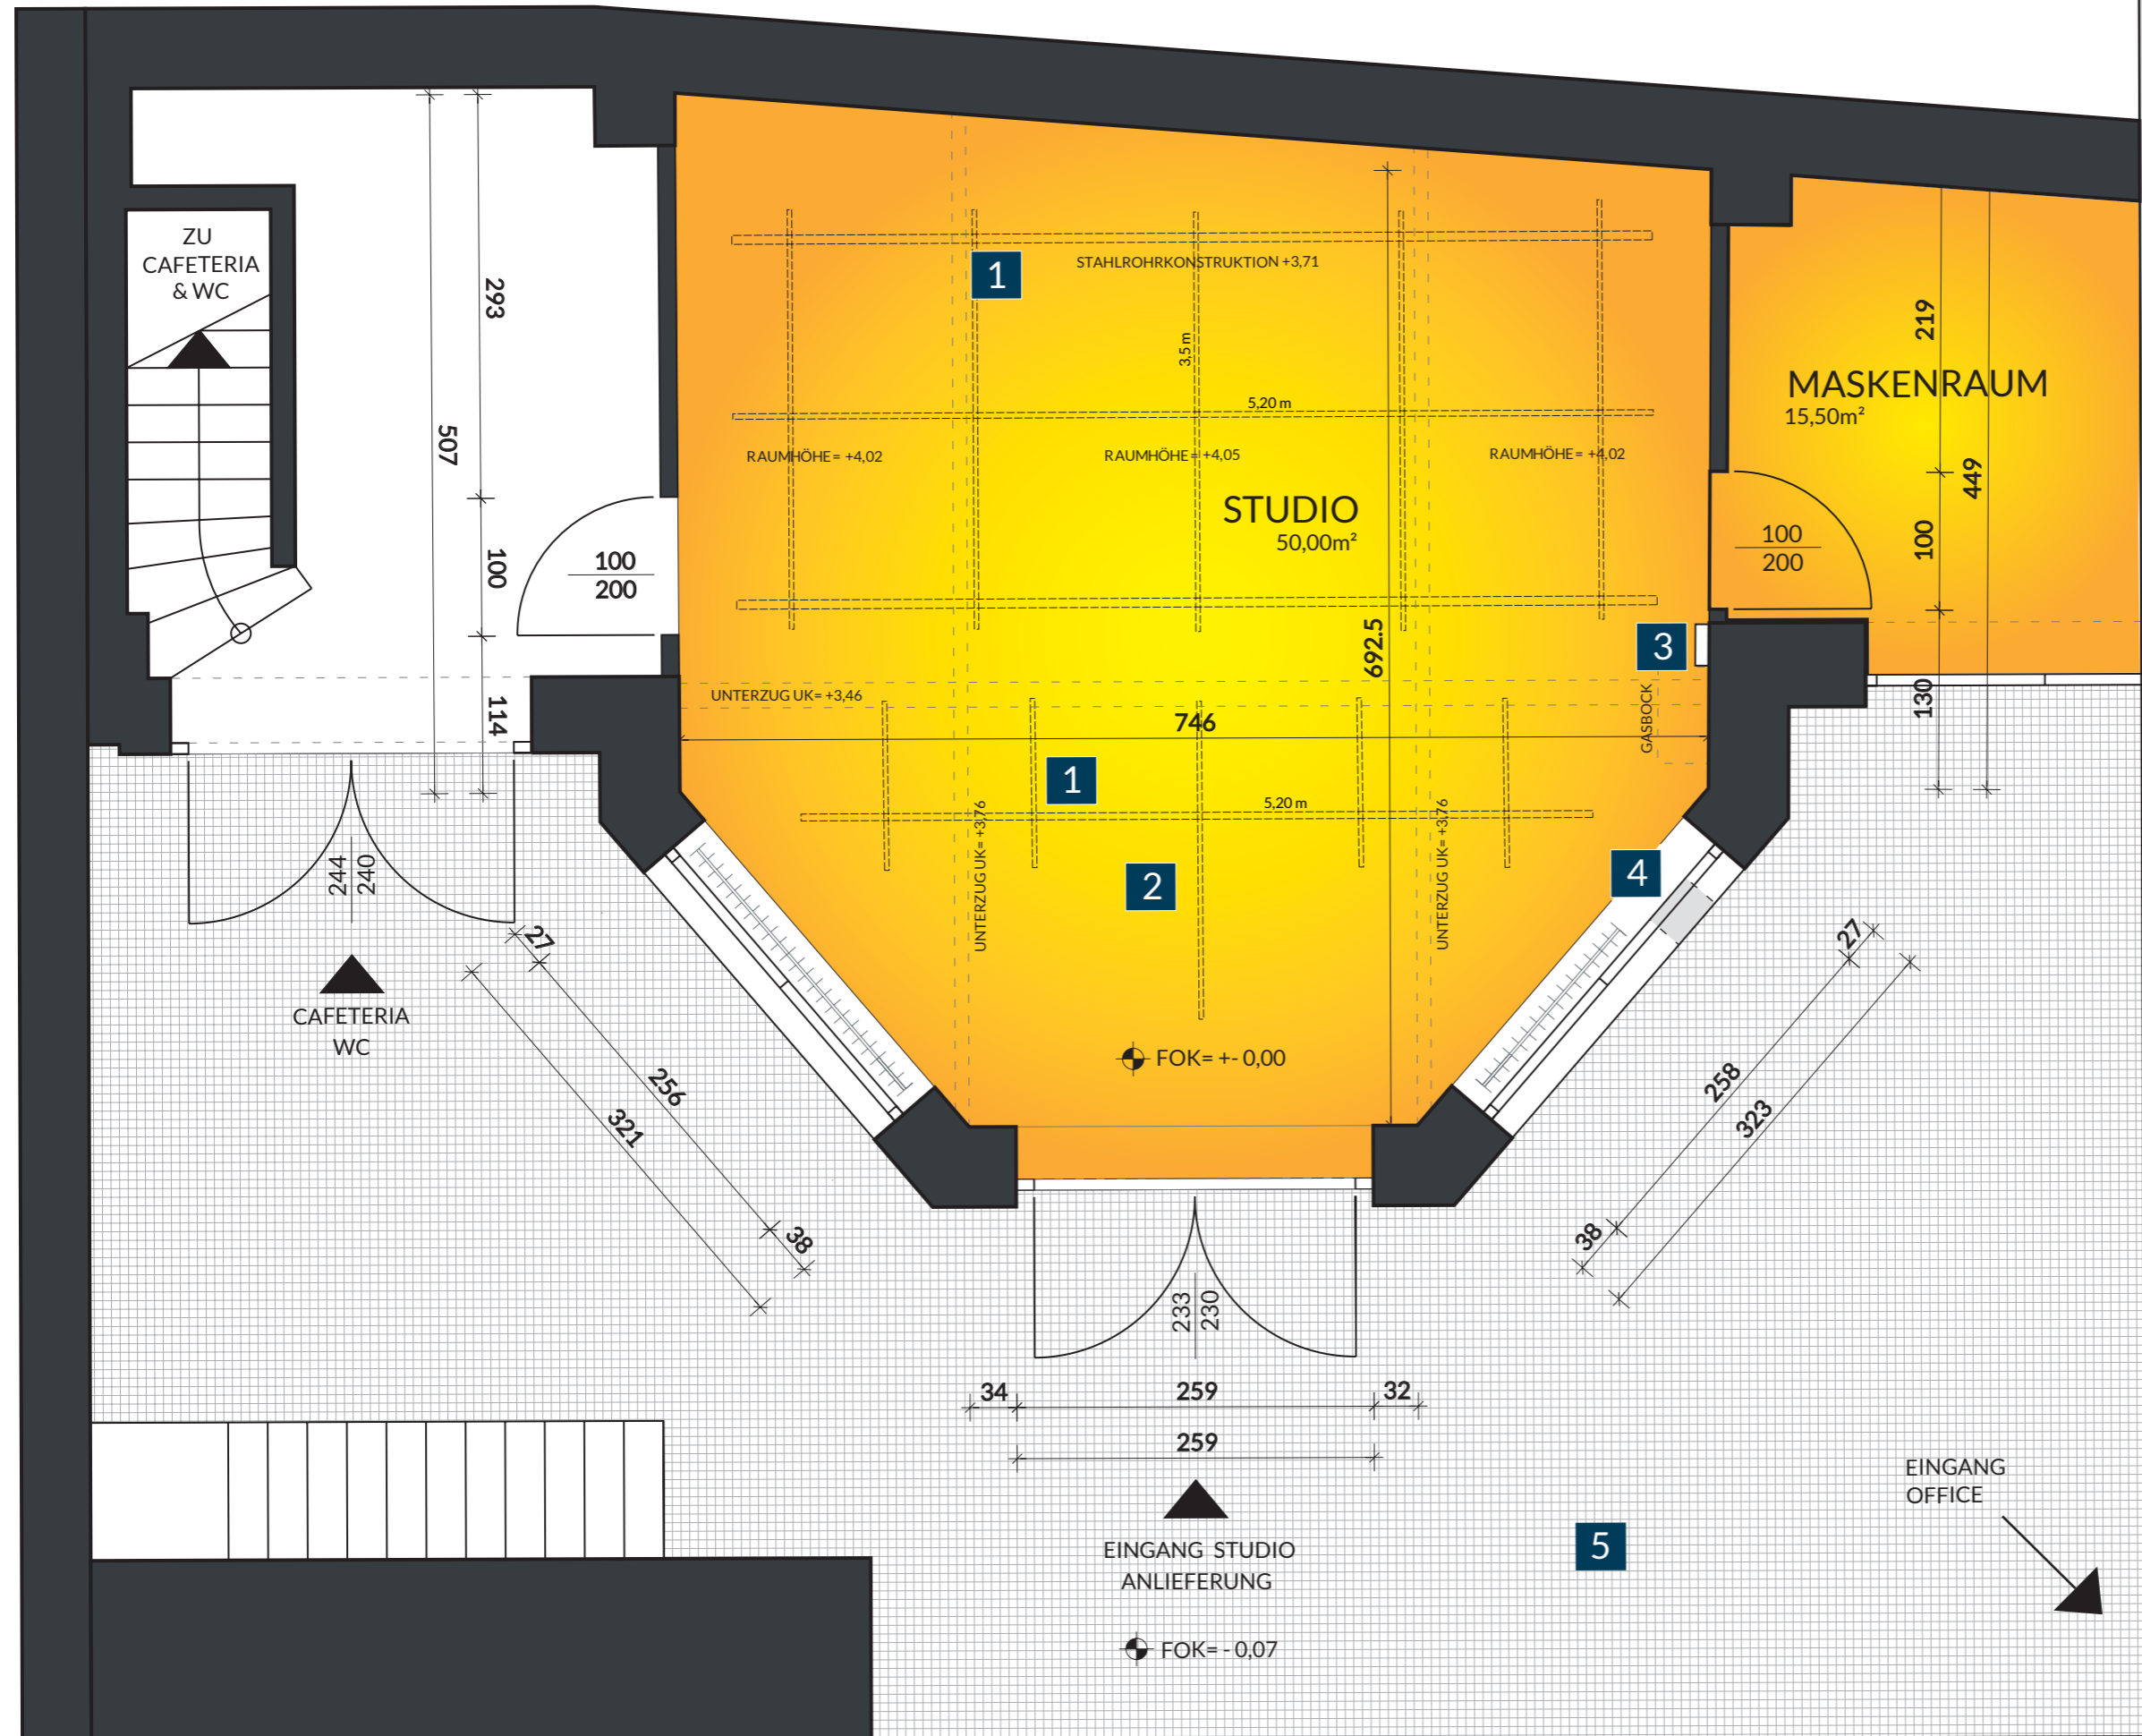 ZU
CAFETERIA
& WC
293
507
100
114
100
200
1
STAHLROHRKONSTRUKTION +3,71
3,5 m
5,20 m
RAUMHÖHE= +4,02
RAUMHÖHE= +4,05
RAUMHÖHE= +4,02
STUDIO
50,00m²
MASKENRAUM
15,50m²
219
449
100
130
100
200
692.5
3
GASBOCK
UNTERZUG UK= +3,46
746
1
5,20 m
UNTERZUG UK= +3,76
UNTERZUG UK= +3,76
2
4
244
240
CAFETERIA
WC
27
256
321
38
FOK= +- 0,00
27
258
323
38
233
230
34
259
32
259
EINGANG STUDIO
ANLIEFERUNG
FOK= - 0,07
5
EINGANG
OFFICE